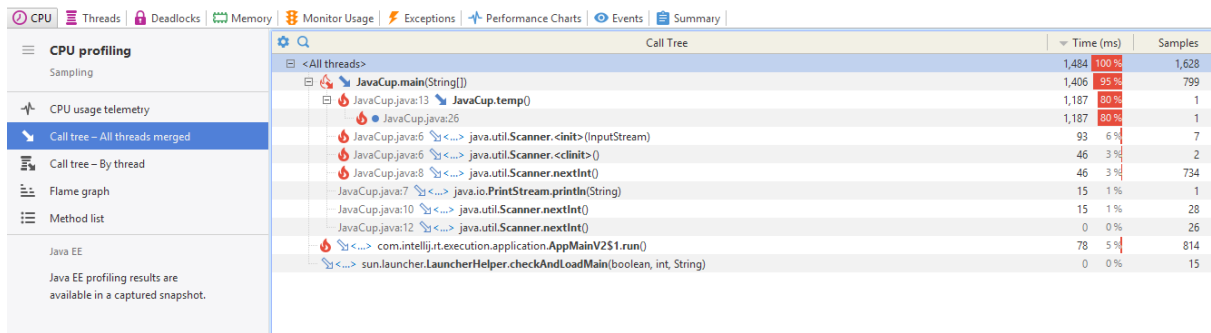 CPU Threads Deadlocks Memory Monitor Usage Exceptions Performance Charts Events Summary
CPU profiling
Sampling
CPU usage telemetry
Call tree – All threads merged
Call tree – By thread
Flame graph
Method list
Java EE
Java EE profiling results are
available in a captured snapshot.
Call Tree Time (ms) Samples
<All threads> 1,484 100 % 1,628
JavaCup.main(String[]) 1,406 95 % 799
JavaCup.java:13 JavaCup.temp() 1,187 80 % 1
JavaCup.java:26 1,187 80 % 1
JavaCup.java:6 <...> java.util.Scanner.<init>(InputStream) 93 6 % 7
JavaCup.java:6 <...> java.util.Scanner.<clinit>() 46 3 % 2
JavaCup.java:8 <...> java.util.Scanner.nextInt() 46 3 % 734
JavaCup.java:7 <...> java.io.PrintStream.println(String) 15 1 % 1
JavaCup.java:10 <...> java.util.Scanner.nextInt() 15 1 % 28
JavaCup.java:12 <...> java.util.Scanner.nextInt() 0 0 % 26
<...> com.intellij.rt.execution.application.AppMainV2$1.run() 78 5 % 814
<...> sun.launcher.LauncherHelper.checkAndLoadMain(boolean, int, String) 0 0 % 15